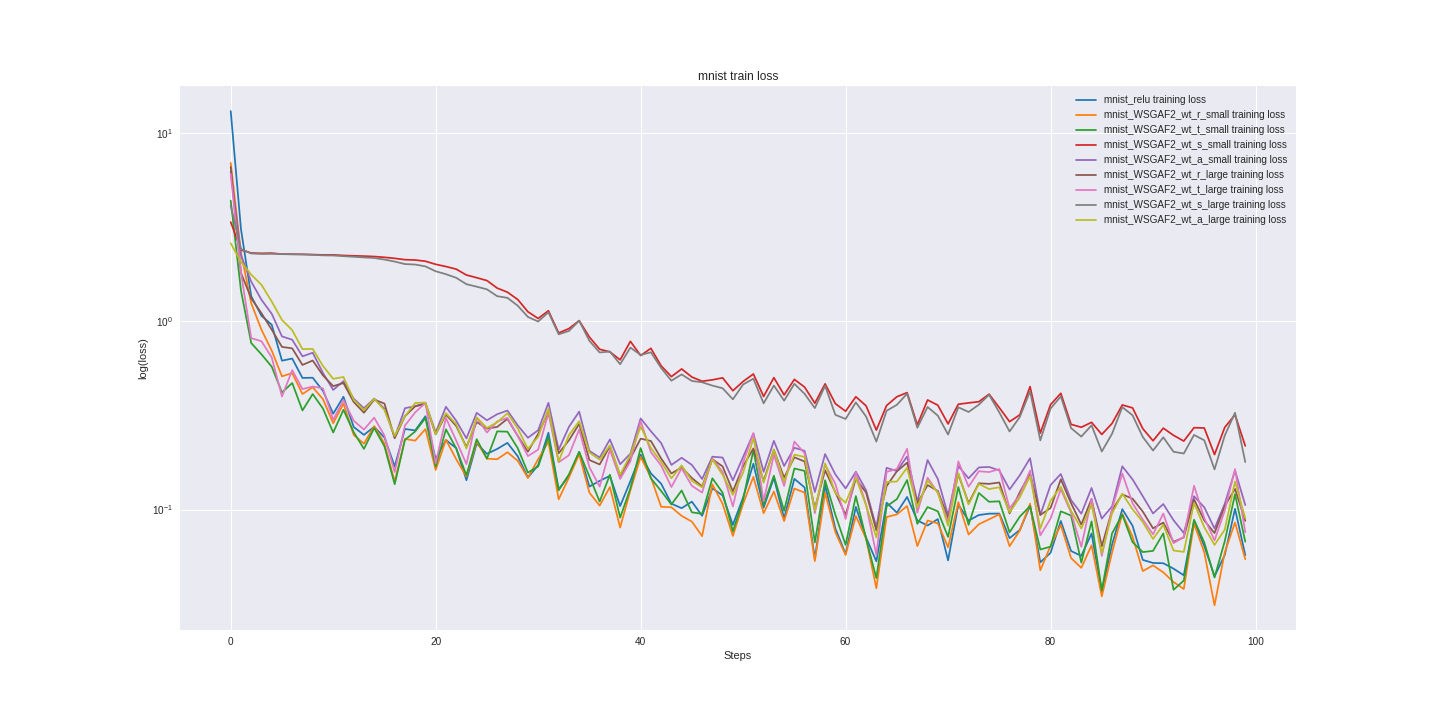 mnist train loss
mnist_relu training loss
mnist_WSGAF2_wt_r_small training loss
mnist_WSGAF2_wt_t_small training loss
mnist_WSGAF2_wt_s_small training loss
mnist_WSGAF2_wt_a_small training loss
mnist_WSGAF2_wt_r_large training loss
mnist_WSGAF2_wt_t_large training loss
mnist_WSGAF2_wt_s_large training loss
mnist_WSGAF2_wt_a_large training loss
log(loss)
10¹
10⁰
10⁻¹
0 20 40 60 80 100
Steps